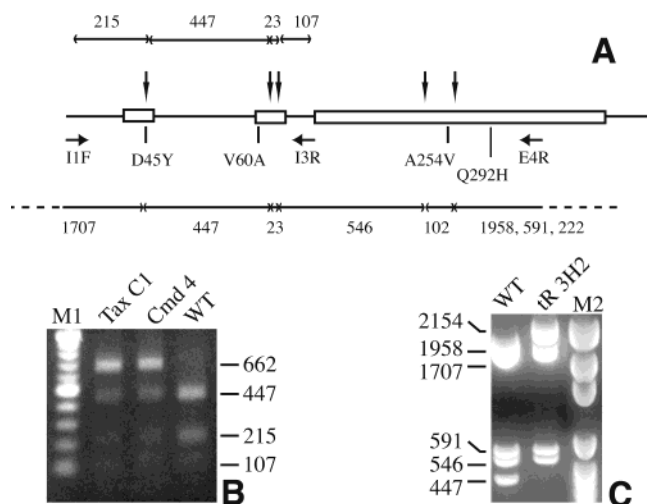 215 447 23 107
A
I1F D45Y V60A I3R A254V Q292H E4R
1707 447 23 546 102 1958, 591, 222
M1 Tax C1 Cmd 4 WT
662
447
215
107
B
WT tR 3H2 M2
2154
1958
1707
591
546
447
C